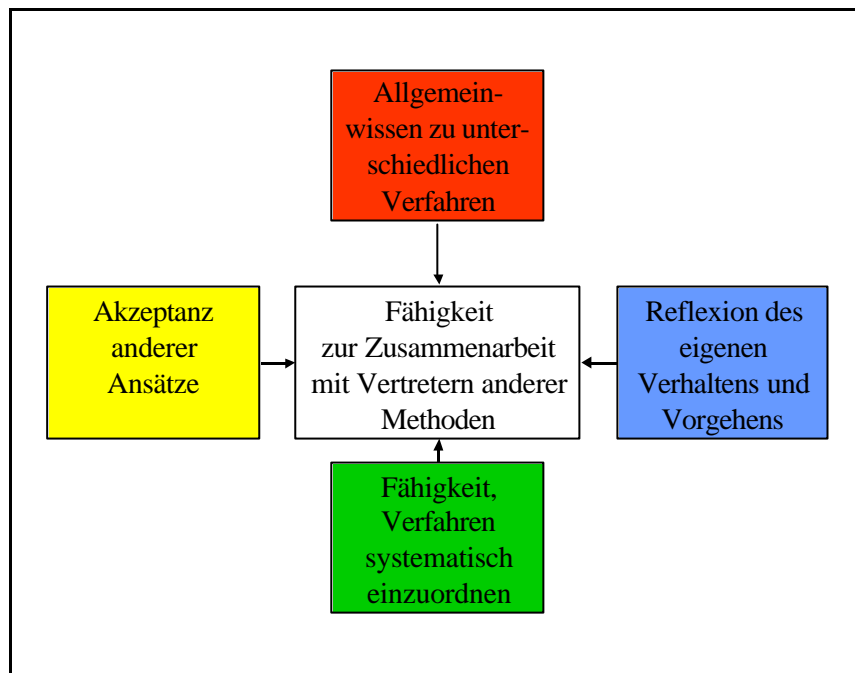 Allgemein-
wissen zu unter-
schiedlichen
Verfahren
Akzeptanz
anderer
Ansätze
Fähigkeit
zur Zusammenarbeit
mit Vertretern anderer
Methoden
Reflexion des
eigenen
Verhaltens und
Vorgehens
Fähigkeit,
Verfahren
systematisch
einzuordnen